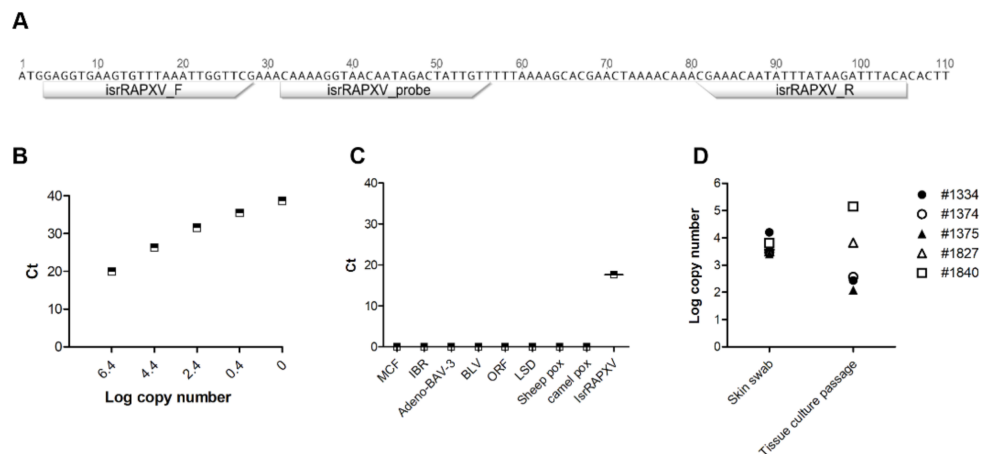 A
1 10 20 30 40 50 60 70 80 90 100 110
ATGGAGGTGAAGTGTTTAAATTGGTTCGAAACAAAAGGTAACAATAGACTATTGTTTTTAAAAGCACGAACTAAAACAAACGAAACAATATTTATAAGATTTACACACTT
isrRAPXV_F isrRAPXV_probe isrRAPXV_R
B
Ct
40
30
20
10
0
6.4 4.4 2.4 0.4 0
Log copy number
C
Ct
40
30
20
10
0
MCF IBR Adeno-BAV-3 BLV ORF LSD Sheep pox camel pox IsrRAPXV
D
Log copy number
6
5
4
3
2
1
0
Skin swab Tissue culture passage
#1334
#1374
#1375
#1827
#1840